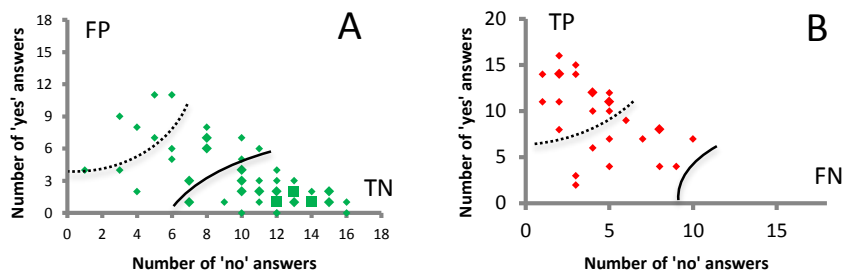 A
FP
TN
Number of 'yes' answers
18
15
12
9
6
3
0
0 2 4 6 8 10 12 14 16 18
Number of 'no' answers
B
TP
FN
Number of 'yes' answers
20
15
10
5
0
0 5 10 15
Number of 'no' answers